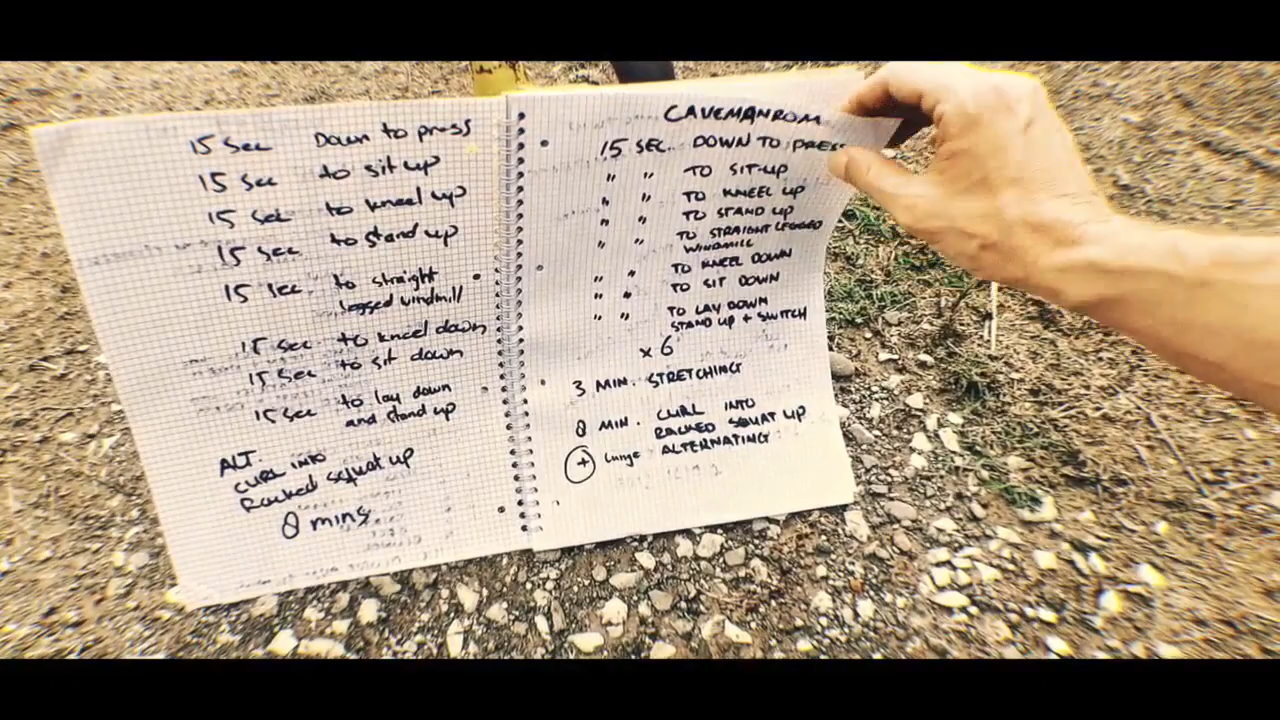 15 Sec Down to press
15 Sec to sit up
15 Sec to kneel up
15 Sec to stand up
15 Sec. to straight
legged windmill
15 Sec to kneel down
15 Sec to sit down
15 Sec to lay down
and stand up
ALT.
CURL INTO
Racked squat up
8 mins
CAVEMANROM
15 SEC. DOWN TO PRESS
" " TO SIT-UP
" " TO KNEEL UP
" " TO STAND UP
" " TO STRAIGHT LEGGED
WINDMILL
" TO KNEEL DOWN
" " TO SIT DOWN
" " TO LAY DOWN
STAND UP + SWITCH
x 6
3 MIN. STRETCHING
8 MIN. CURL INTO
RACKED SQUAT UP
+ Lunge ALTERNATING